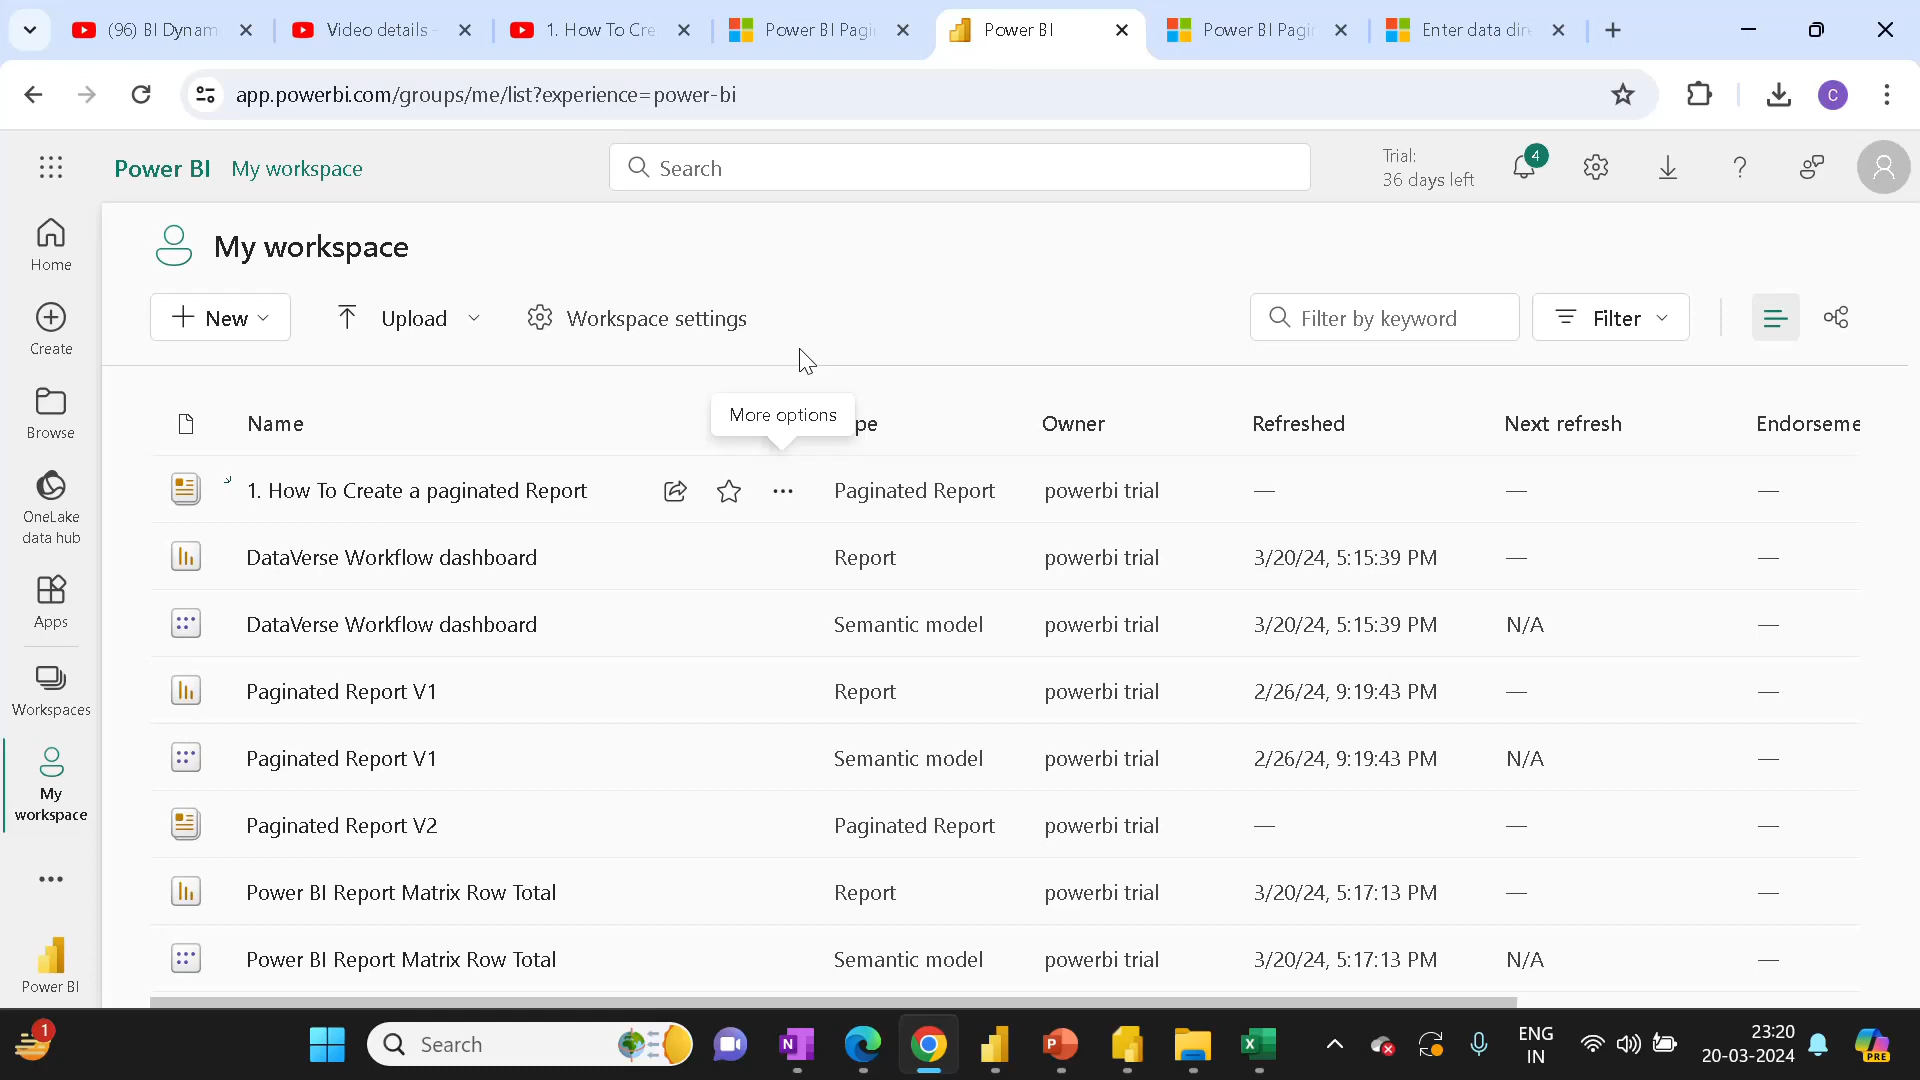 (96) BI Dynam
Video details -
1. How To Cre
Power BI Pagi
Power BI
Power BI Pagi
Enter data dir
app.powerbi.com/groups/me/list?experience=power-bi
C
Power BI My workspace
Search
Trial:
36 days left
4
Home
Create
Browse
OneLake
data hub
Apps
Workspaces
My
workspace
Power BI
My workspace
New
Upload
Workspace settings
Filter by keyword
Filter
More options
Name pe Owner Refreshed Next refresh Endorseme
1. How To Create a paginated Report Paginated Report powerbi trial — — —
DataVerse Workflow dashboard Report powerbi trial 3/20/24, 5:15:39 PM — —
DataVerse Workflow dashboard Semantic model powerbi trial 3/20/24, 5:15:39 PM N/A —
Paginated Report V1 Report powerbi trial 2/26/24, 9:19:43 PM — —
Paginated Report V1 Semantic model powerbi trial 2/26/24, 9:19:43 PM N/A —
Paginated Report V2 Paginated Report powerbi trial — — —
Power BI Report Matrix Row Total Report powerbi trial 3/20/24, 5:17:13 PM — —
Power BI Report Matrix Row Total Semantic model powerbi trial 3/20/24, 5:17:13 PM N/A —
1
Search
ENG
IN
23:20
20-03-2024
PRE